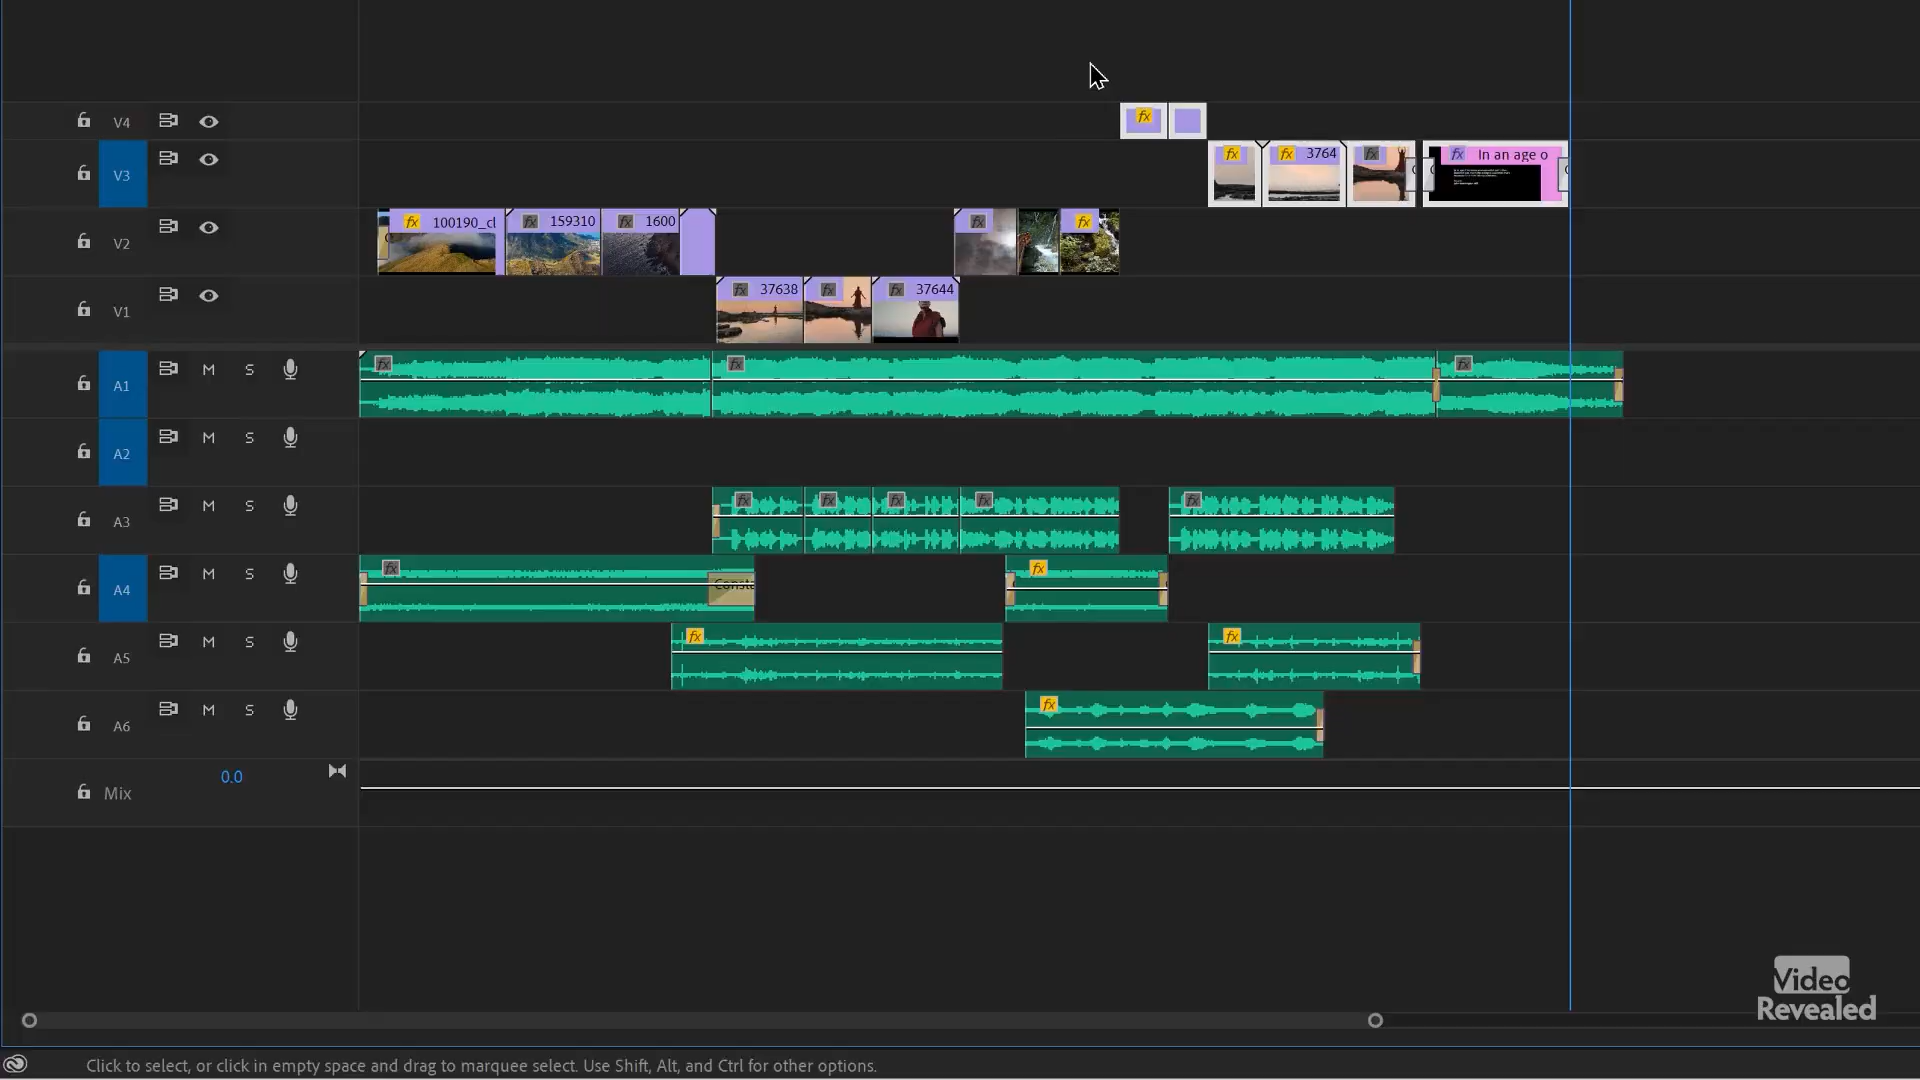 V4
fx
V3
fx
fx 3764
fx
fx In an age o
V2
fx 100190_cl
fx 159310
fx 1600
fx
fx
V1
fx 37638
fx
fx 37644
A1 M S
fx
fx
fx
A2 M S
A3 M S
fx
fx
fx
fx
fx
A4 M S
fx
Consta
fx
A5 M S
fx
fx
A6 M S
fx
0.0
Mix
Video
Revealed
Click to select, or click in empty space and drag to marquee select. Use Shift, Alt, and Ctrl for other options.